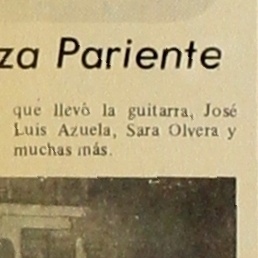 za Pariente
que llevó la guitarra, José
Luis Azuela, Sara Olvera y
muchas más.